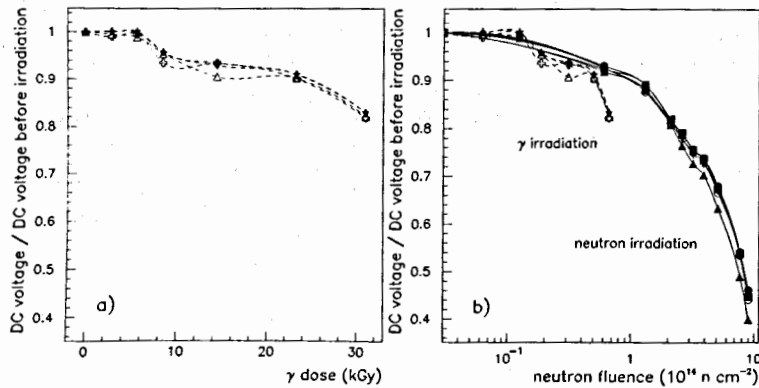 DC voltage / DC voltage before irradiation
1
0.9
0.8
0.7
0.6
0.5
0.4
a)
0 10 20 30
γ dose (kGy)
DC voltage / DC voltage before irradiation
1
0.9
0.8
0.7
0.6
0.5
0.4
γ irradiation
neutron irradiation
b)
10⁻¹ 1 10
neutron fluence (10¹⁴ n cm⁻²)